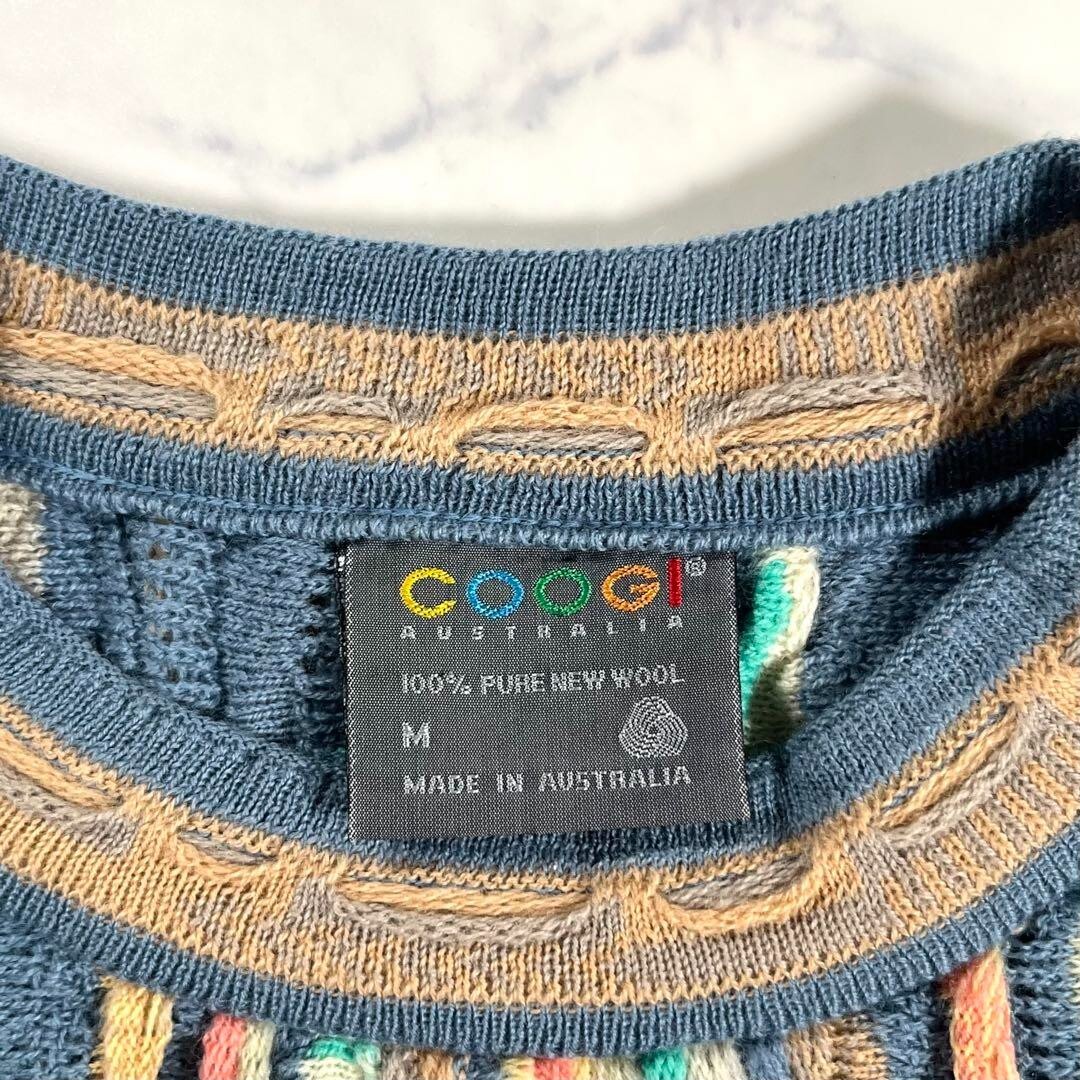 COOGI®
AUSTRALIA
100% PURE NEW WOOL
M
MADE IN AUSTRALIA